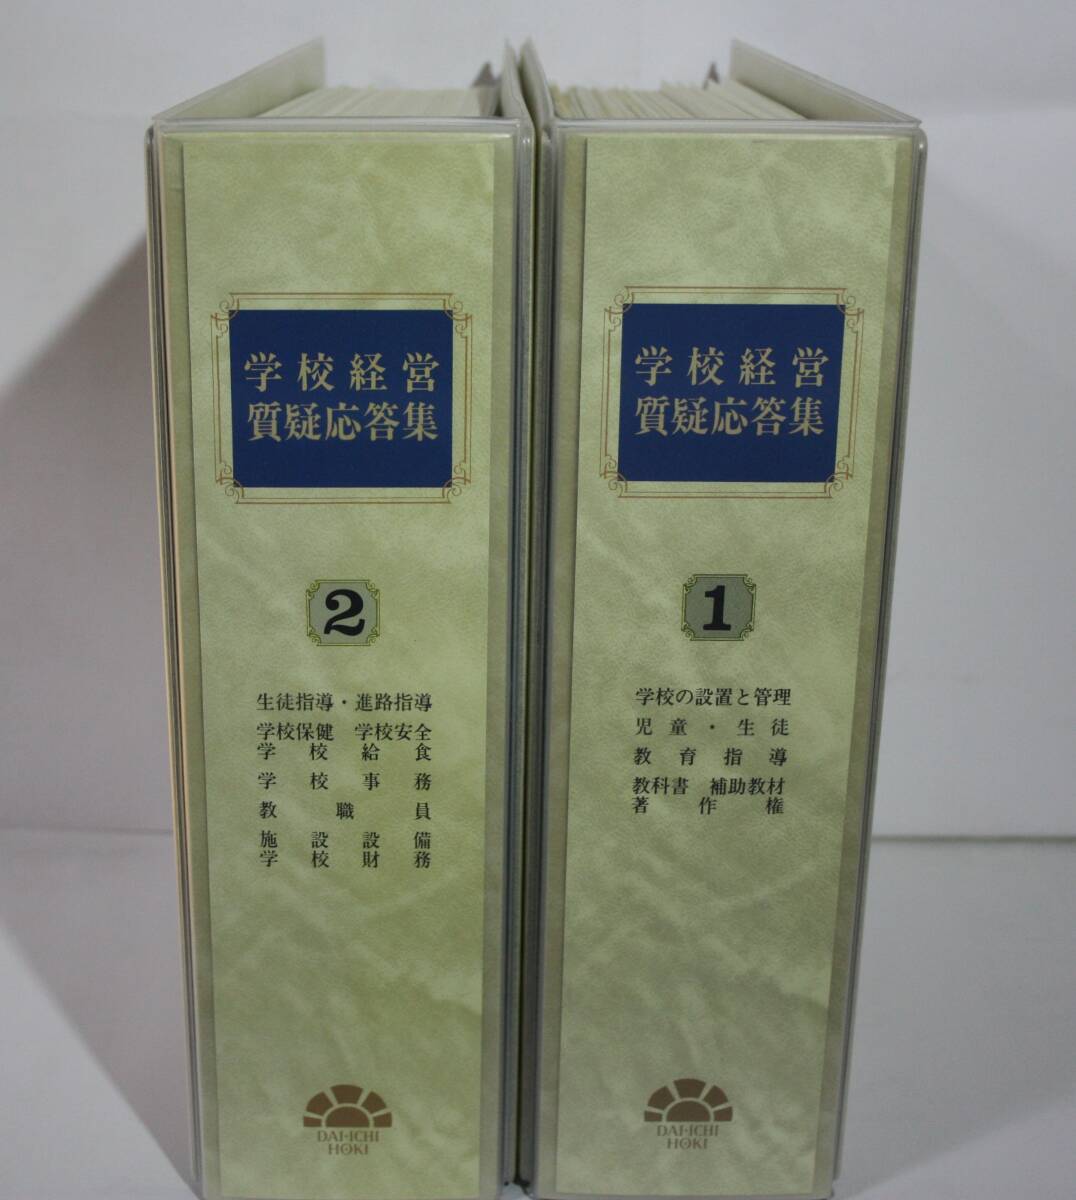 学校経営
質疑応答集
2
生徒指導・進路指導
学校保健 学校安全
学校給食
学校事務
教職員
施設設備
学校財務
DAI-ICHI
HOKI
学校経営
質疑応答集
1
学校の設置と管理
児童・生徒
教育指導
教科書 補助教材
著作権
DAI-ICHI
HOKI